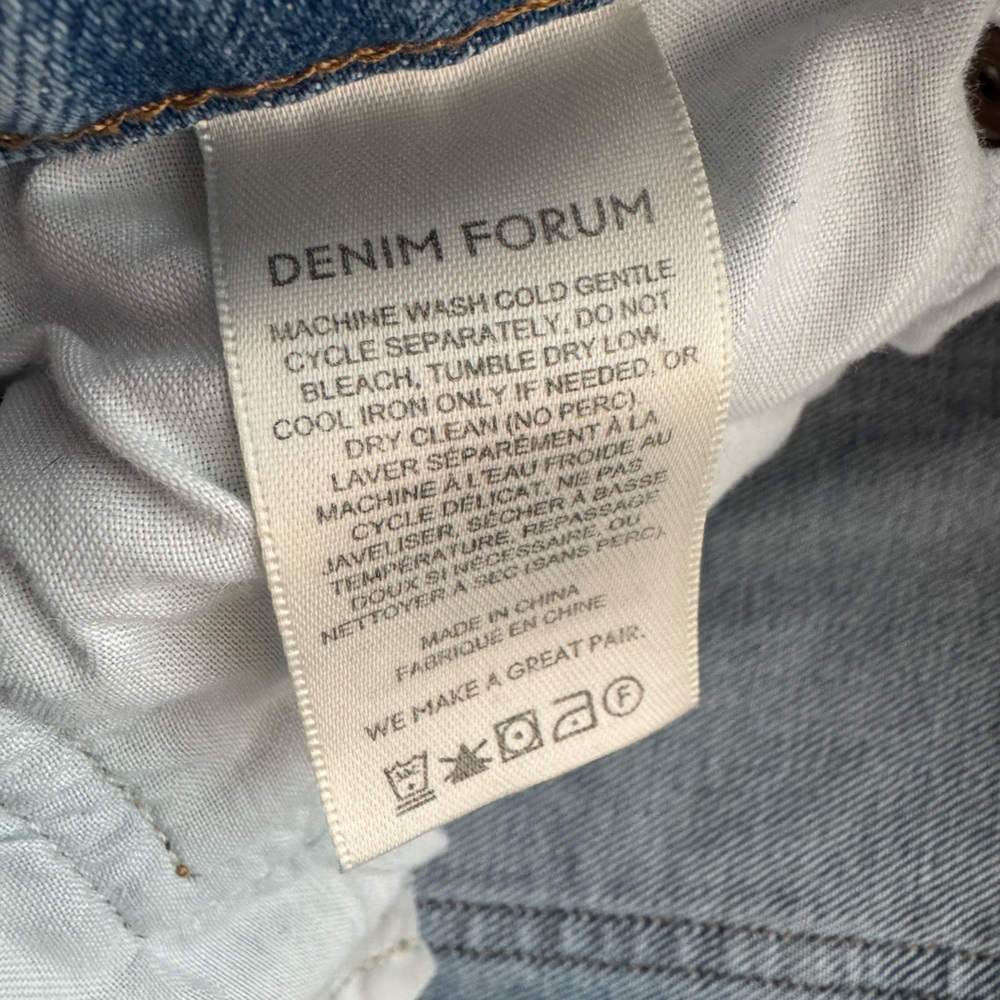 DENIM FORUM
MACHINE WASH COLD GENTLE
CYCLE SEPARATELY. DO NOT
BLEACH. TUMBLE DRY LOW.
COOL IRON ONLY IF NEEDED. OR
DRY CLEAN (NO PERC).
LAVER SÉPARÉMENT À LA
MACHINE À L'EAU FROIDE AU
CYCLE DÉLICAT. NE PAS
JAVELISER. SÉCHER À BASSE
TEMPÉRATURE. REPASSAGE
DOUX SI NÉCESSAIRE. OU
NETTOYER À SEC (SANS PERC).
MADE IN CHINA
FABRIQUÉ EN CHINE
WE MAKE A GREAT PAIR.
F